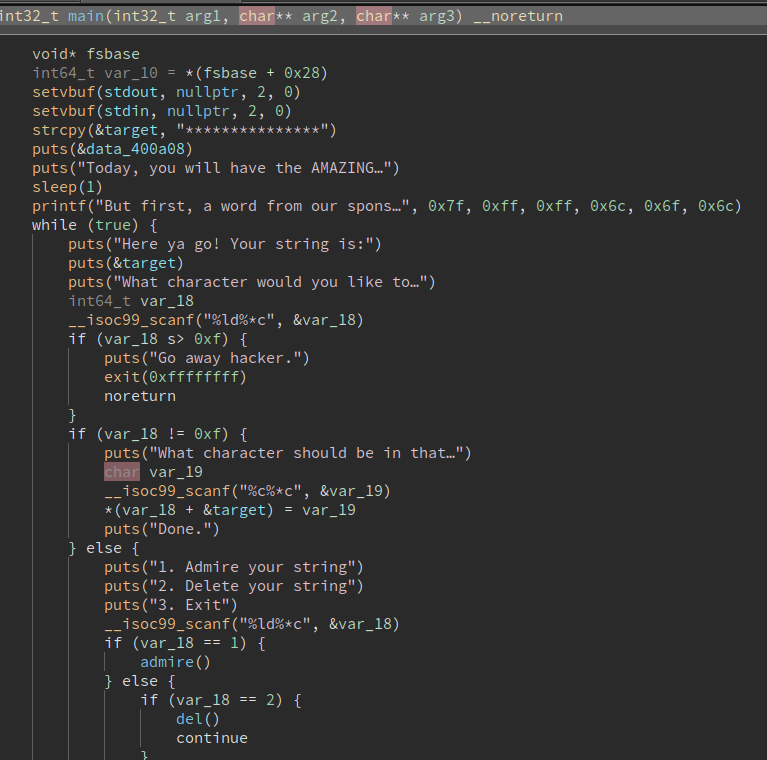 int32_t main(int32_t arg1, char** arg2, char** arg3) __noreturn
void* fsbase
int64_t var_10 = *(fsbase + 0x28)
setvbuf(stdout, nullptr, 2, 0)
setvbuf(stdin, nullptr, 2, 0)
strcpy(&target, "***************")
puts(&data_400a08)
puts("Today, you will have the AMAZING…")
sleep(1)
printf("But first, a word from our spons…", 0x7f, 0xff, 0xff, 0x6c, 0x6f, 0x6c)
while (true) {
puts("Here ya go! Your string is:")
puts(&target)
puts("What character would you like to…")
int64_t var_18
__isoc99_scanf("%ld%*c", &var_18)
if (var_18 s> 0xf) {
puts("Go away hacker.")
exit(0xffffffff)
noreturn
}
if (var_18 != 0xf) {
puts("What character should be in that…")
char var_19
__isoc99_scanf("%c%*c", &var_19)
*(var_18 + &target) = var_19
puts("Done.")
} else {
puts("1. Admire your string")
puts("2. Delete your string")
puts("3. Exit")
__isoc99_scanf("%ld%*c", &var_18)
if (var_18 == 1) {
admire()
} else {
if (var_18 == 2) {
del()
continue
}